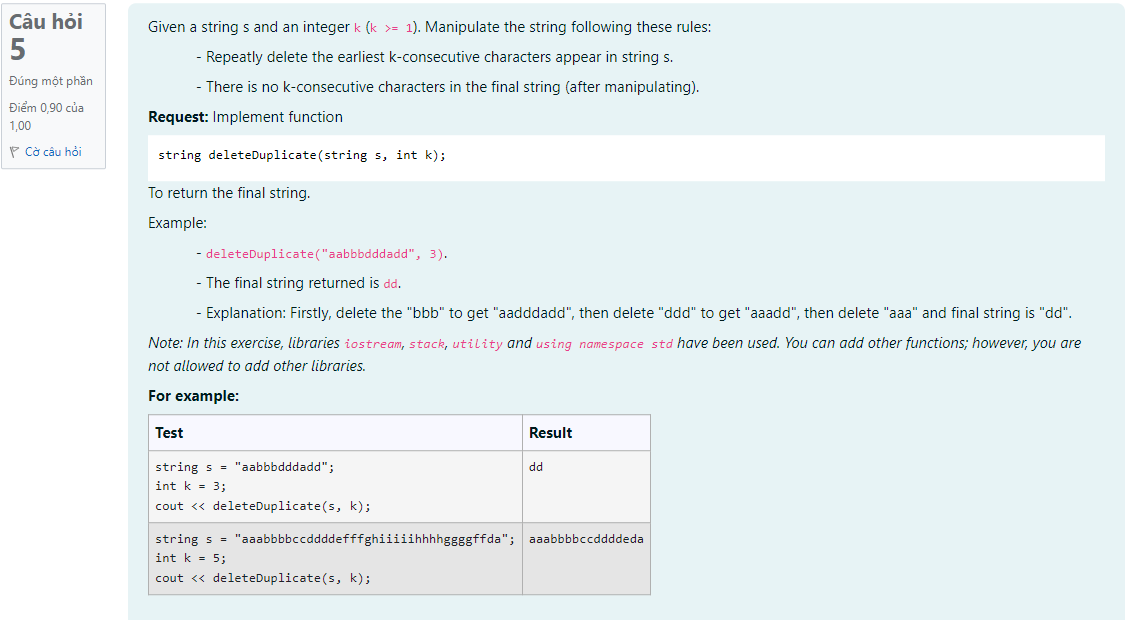 Câu hỏi
5
Đúng một phần
Điểm 0,90 của
1,00
Cờ câu hỏi
Given a string s and an integer k (k >= 1). Manipulate the string following these rules:
- Repeatly delete the earliest k-consecutive characters appear in string s.
- There is no k-consecutive characters in the final string (after manipulating).
Request: Implement function
string deleteDuplicate(string s, int k);
To return the final string.
Example:
- deleteDuplicate("aabbbdddadd", 3).
- The final string returned is dd.
- Explanation: Firstly, delete the "bbb" to get "aadddadd", then delete "ddd" to get "aaadd", then delete "aaa" and final string is "dd".
Note: In this exercise, libraries iostream, stack, utility and using namespace std have been used. You can add other functions; however, you are
not allowed to add other libraries.
For example:
Test Result
string s = "aabbbdddadd"; dd
int k = 3;
cout << deleteDuplicate(s, k);
string s = "aaabbbbccddddefffghiiiiihhhhggggffda"; aaabbbbccddddeda
int k = 5;
cout << deleteDuplicate(s, k);